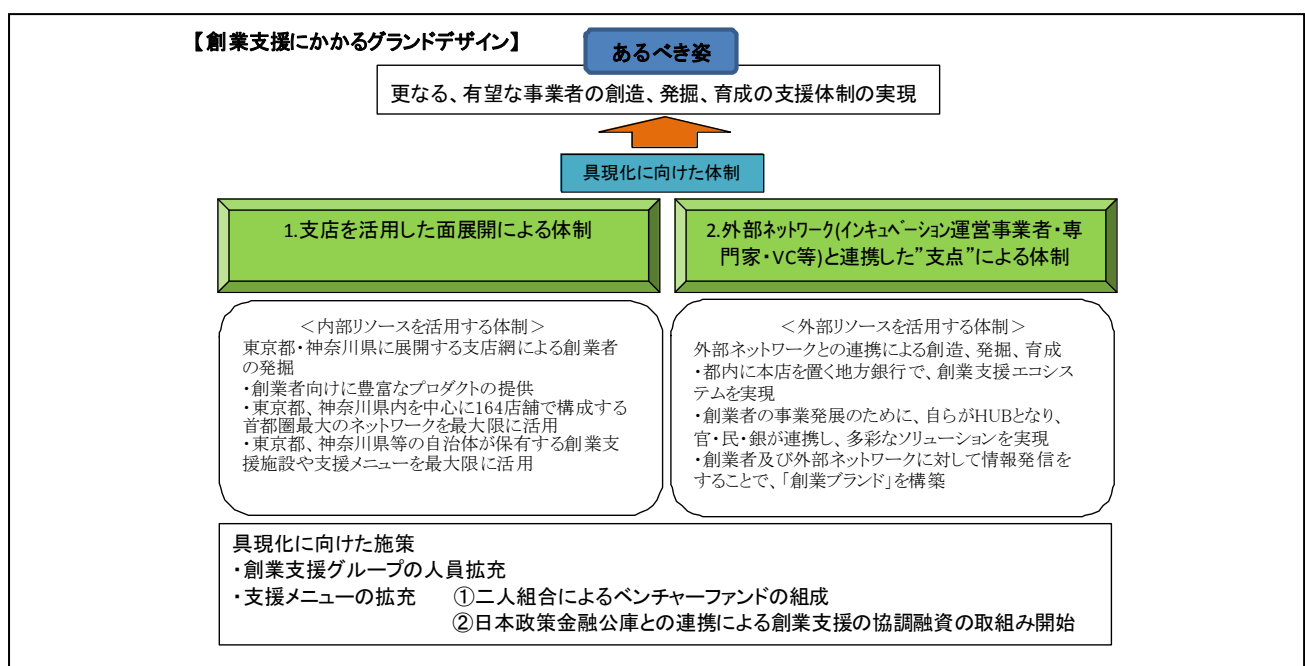 【創業支援にかかるグランドデザイン】
あるべき姿
更なる、有望な事業者の創造、発掘、育成の支援体制の実現
具現化に向けた体制
1.支店を活用した面展開による体制
2.外部ネットワーク(インキュベーション運営事業者・専
門家・VC等)と連携した”支点”による体制
＜内部リソースを活用する体制＞
東京都・神奈川県に展開する支店網による創業者
の発掘
・創業者向けに豊富なプロダクトの提供
・東京都、神奈川県内を中心に164店舗で構成する
首都圏最大のネットワークを最大限に活用
・東京都、神奈川県等の自治体が保有する創業支
援施設や支援メニューを最大限に活用
＜外部リソースを活用する体制＞
外部ネットワークとの連携による創造、発掘、育成
・都内に本店を置く地方銀行で、創業支援エコシス
テムを実現
・創業者の事業発展のために、自らがHUBとなり、
官・民・銀が連携し、多彩なソリューションを実現
・創業者及び外部ネットワークに対して情報発信を
することで、「創業ブランド」を構築
具現化に向けた施策
・創業支援グループの人員拡充
・支援メニューの拡充　①二人組合によるベンチャーファンドの組成
②日本政策金融公庫との連携による創業支援の協調融資の取組み開始